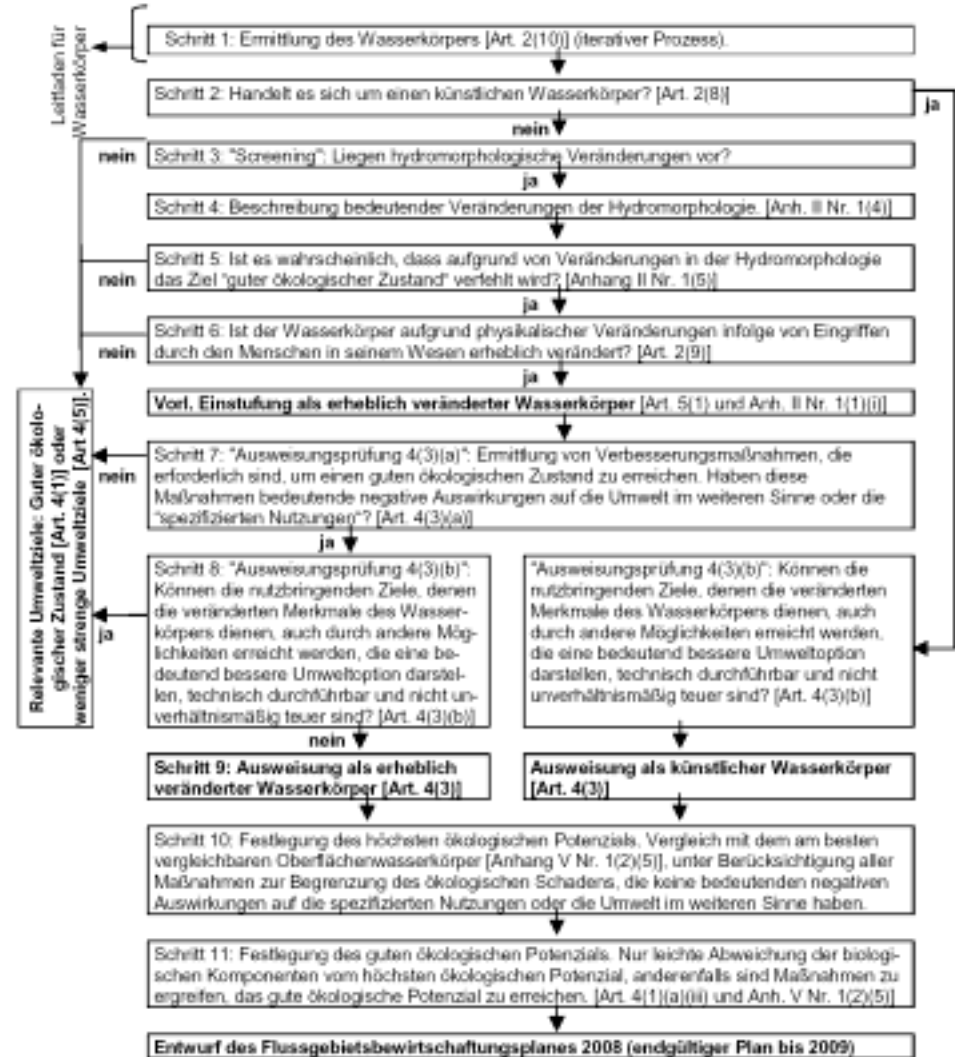 Leitfaden für
Wasserkörper
Schritt 1: Ermittlung des Wasserkörpers [Art. 2(10)] (iterativer Prozess).
Schritt 2: Handelt es sich um einen künstlichen Wasserkörper? [Art. 2(8)]
ja
nein
nein
Schritt 3: "Screening": Liegen hydromorphologische Veränderungen vor?
ja
Schritt 4: Beschreibung bedeutender Veränderungen der Hydromorphologie. [Anh. II Nr. 1(4)]
Schritt 5: Ist es wahrscheinlich, dass aufgrund von Veränderungen in der Hydromorphologie
das Ziel "guter ökologischer Zustand" verfehlt wird? [Anhang II Nr. 1(5)]
nein
ja
Schritt 6: Ist der Wasserkörper aufgrund physikalischer Veränderungen infolge von Eingriffen
durch den Menschen in seinem Wesen erheblich verändert? [Art. 2(9)]
nein
ja
Vorl. Einstufung als erheblich veränderter Wasserkörper [Art. 5(1) und Anh. II Nr. 1(1)(i)]
Relevante Umweltziele: Guter ökolo-
gischer Zustand [Art. 4(1)] oder
weniger strenge Umweltziele [Art 4(5)].
Schritt 7: "Ausweisungsprüfung 4(3)(a)": Ermittlung von Verbesserungsmaßnahmen, die
erforderlich sind, um einen guten ökologischen Zustand zu erreichen. Haben diese
Maßnahmen bedeutende negative Auswirkungen auf die Umwelt im weiteren Sinne oder die
"spezifizierten Nutzungen"? [Art. 4(3)(a)]
nein
ja
Schritt 8: "Ausweisungsprüfung 4(3)(b)":
Können die nutzbringenden Ziele, denen
die veränderten Merkmale des Wasser-
körpers dienen, auch durch andere Mög-
lichkeiten erreicht werden, die eine be-
deutend bessere Umweltoption darstel-
len, technisch durchführbar und nicht un-
verhältnismäßig teuer sind? [Art. 4(3)(b)]
ja
nein
"Ausweisungsprüfung 4(3)(b)": Können die
nutzbringenden Ziele, denen die veränderten
Merkmale des Wasserkörpers dienen, auch
durch andere Möglichkeiten erreicht werden,
die eine bedeutend bessere Umweltoption
darstellen, technisch durchführbar und nicht
unverhältnismäßig teuer sind? [Art. 4(3)(b)]
Schritt 9: Ausweisung als erheblich
veränderter Wasserkörper [Art. 4(3)]
Ausweisung als künstlicher Wasserkörper
[Art. 4(3)]
Schritt 10: Festlegung des höchsten ökologischen Potenzials. Vergleich mit dem am besten
vergleichbaren Oberflächenwasserkörper [Anhang V Nr. 1(2)(5)], unter Berücksichtigung aller
Maßnahmen zur Begrenzung des ökologischen Schadens, die keine bedeutenden negativen
Auswirkungen auf die spezifizierten Nutzungen oder die Umwelt im weiteren Sinne haben.
Schritt 11: Festlegung des guten ökologischen Potenzials. Nur leichte Abweichung der biologi-
schen Komponenten vom höchsten ökologischen Potenzial, anderenfalls sind Maßnahmen zu
ergreifen, das gute ökologische Potenzial zu erreichen. [Art. 4(1)(a)(iii) und Anh. V Nr. 1(2)(5)]
Entwurf des Flussgebietsbewirtschaftungsplanes 2008 (endgültiger Plan bis 2009)